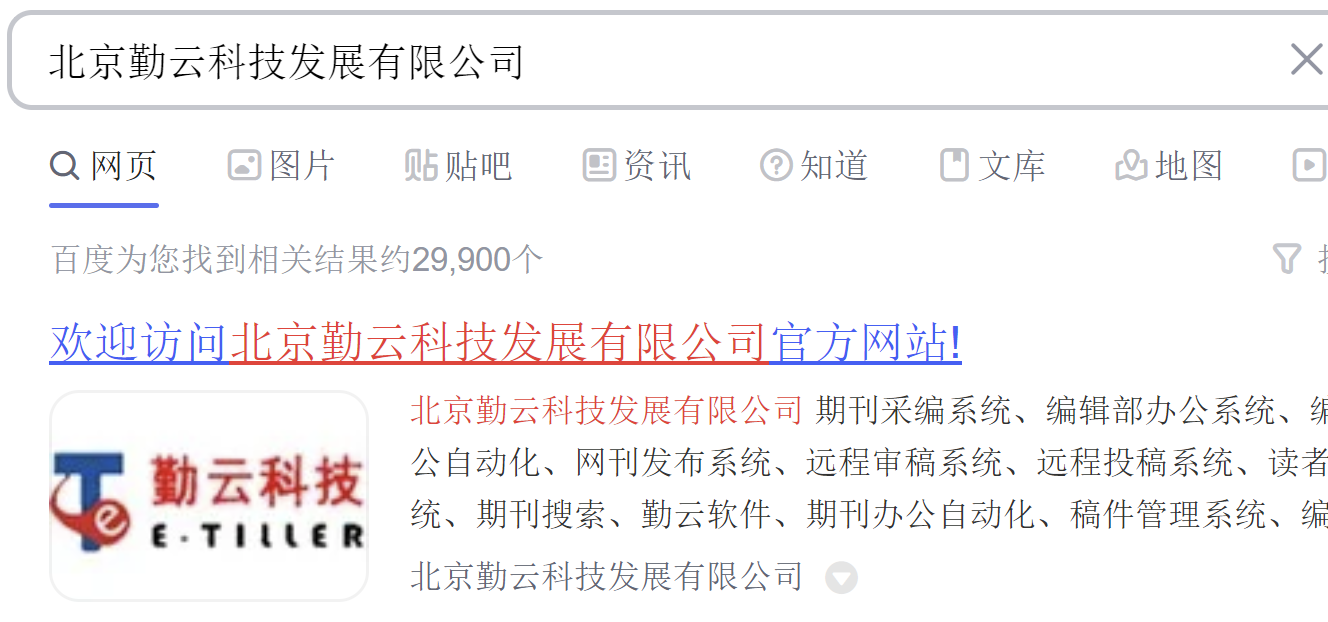 北京勤云科技发展有限公司
网页 图片 贴吧 资讯 知道 文库 地图
百度为您找到相关结果约29,900个
欢迎访问北京勤云科技发展有限公司官方网站!
北京勤云科技发展有限公司 期刊采编系统、编辑部办公系统、编
公自动化、网刊发布系统、远程审稿系统、远程投稿系统、读者
统、期刊搜索、勤云软件、期刊办公自动化、稿件管理系统、编
勤云科技
E·TILLER
北京勤云科技发展有限公司